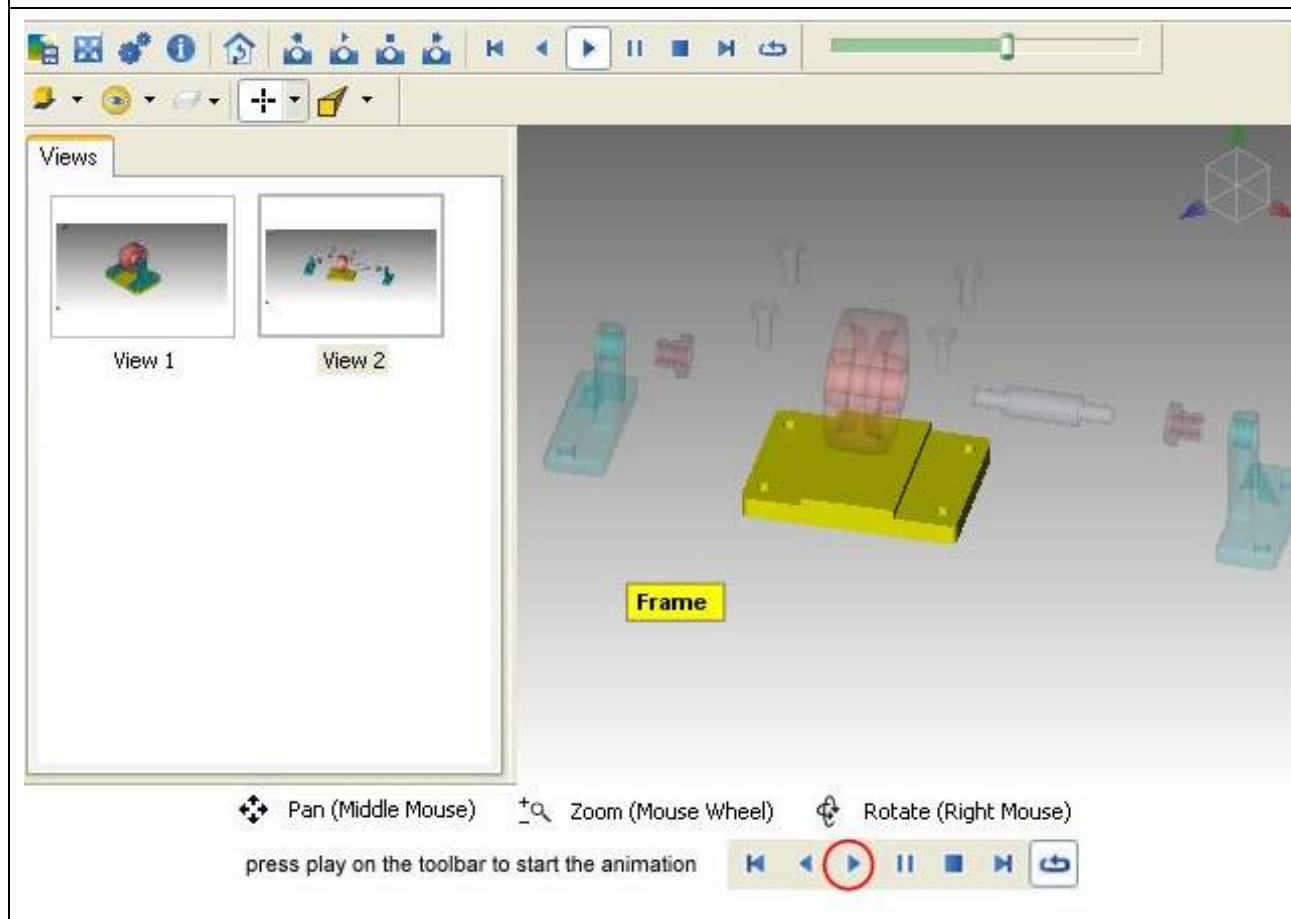 Views
View 1 View 2
Frame
Pan (Middle Mouse) Zoom (Mouse Wheel) Rotate (Right Mouse)
press play on the toolbar to start the animation